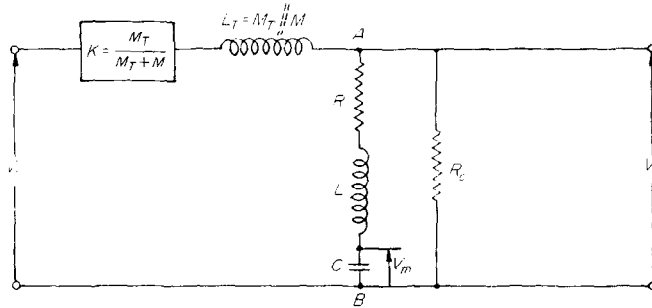 L_T = M_T || M
A
K = M_T / (M_T + M)
R
R_c
V
L
C
V_m
B